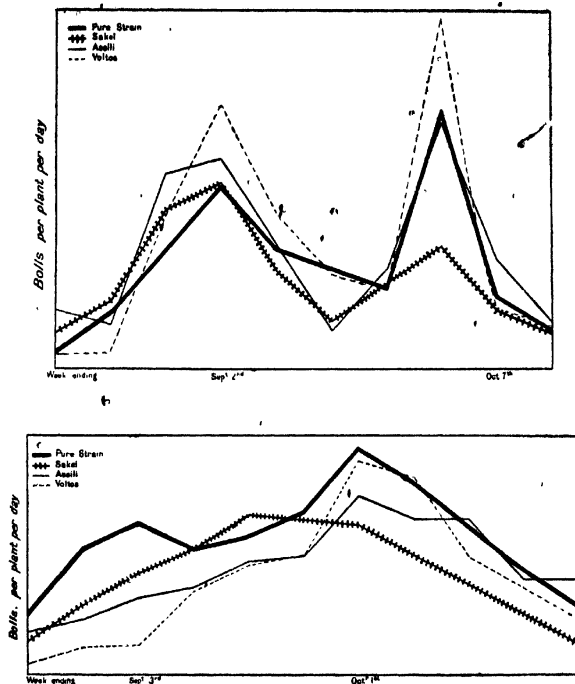 Pure Strain
Sakel
Assili
Voltos
Bolls per plant per day
Week ending
Sept 2nd
Oct 7th
Pure Strain
Sakel
Assili
Voltos
Bolls. per plant per day
Week ending
Sept 3rd
Oct 1st